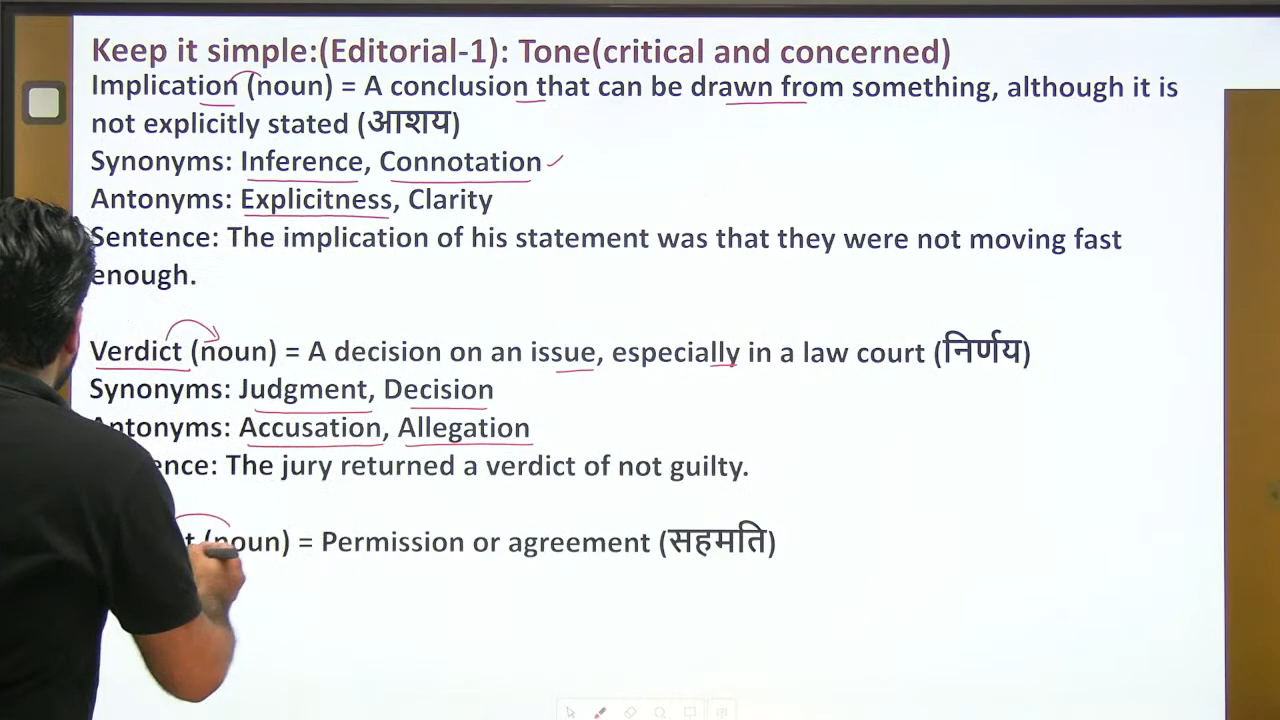 Keep it simple:(Editorial-1): Tone(critical and concerned)
Implication (noun) = A conclusion that can be drawn from something, although it is
not explicitly stated (आशय)
Synonyms: Inference, Connotation
Antonyms: Explicitness, Clarity
Sentence: The implication of his statement was that they were not moving fast
enough.
Verdict (noun) = A decision on an issue, especially in a law court (निर्णय)
Synonyms: Judgment, Decision
Antonyms: Accusation, Allegation
The jury returned a verdict of not guilty.
(noun) = Permission or agreement (सहमति)